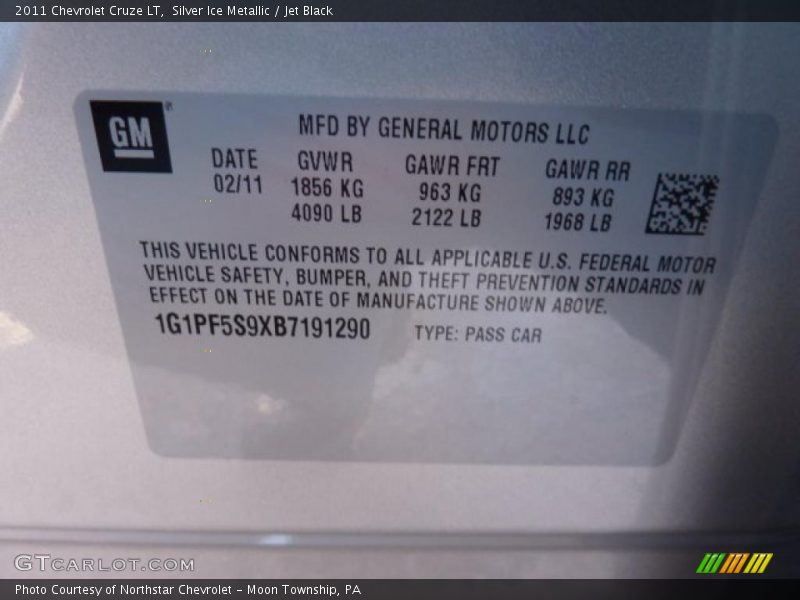 2011 Chevrolet Cruze LT, Silver Ice Metallic / Jet Black
GM®
MFD BY GENERAL MOTORS LLC
DATE GVWR GAWR FRT GAWR RR
02/11 1856 KG 963 KG 893 KG
4090 LB 2122 LB 1968 LB
THIS VEHICLE CONFORMS TO ALL APPLICABLE U.S. FEDERAL MOTOR
VEHICLE SAFETY, BUMPER, AND THEFT PREVENTION STANDARDS IN
EFFECT ON THE DATE OF MANUFACTURE SHOWN ABOVE.
1G1PF5S9XB7191290 TYPE: PASS CAR
GTCARLOT.COM
Photo Courtesy of Northstar Chevrolet - Moon Township, PA